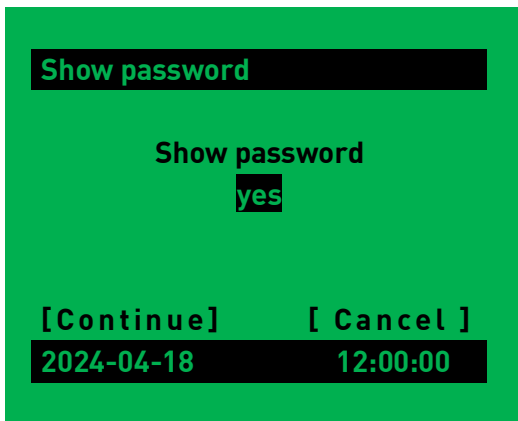 Show password
Show password
yes
[Continue] [ Cancel ]
2024-04-18 12:00:00